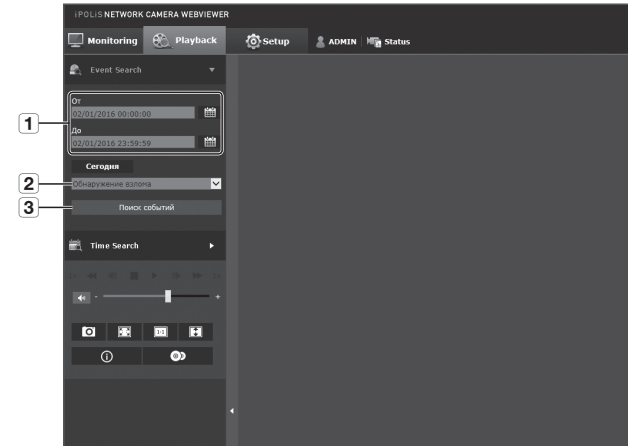 iPOLiS NETWORK CAMERA WEBVIEWER
Monitoring Playback Setup ADMIN Status
Event Search
От
02/01/2016 00:00:00
1
До
02/01/2016 23:59:59
Сегодня
2 Обнаружение взлома
3 Поиск событий
Time Search
- +
1:1